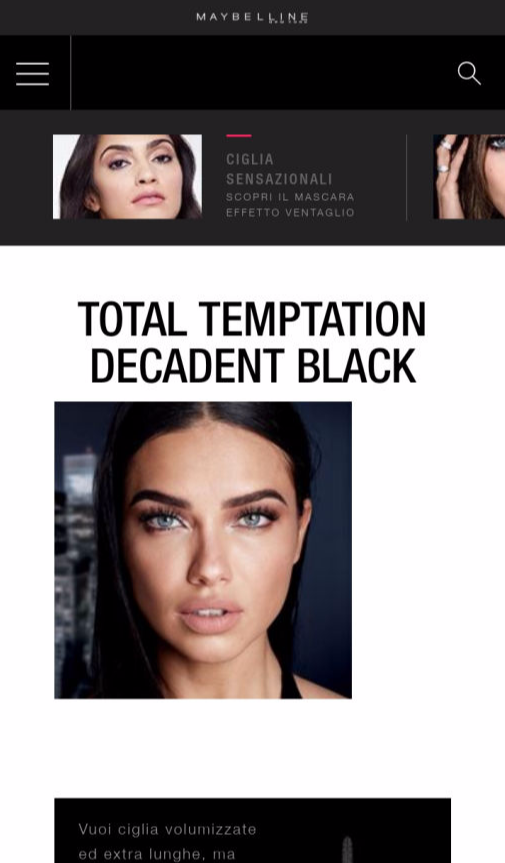 MAYBELLINE
CIGLIA
SENSAZIONALI
SCOPRI IL MASCARA
EFFETTO VENTAGLIO
TOTAL TEMPTATION
DECADENT BLACK
Vuoi ciglia volumizzate
ed extra lunghe, ma